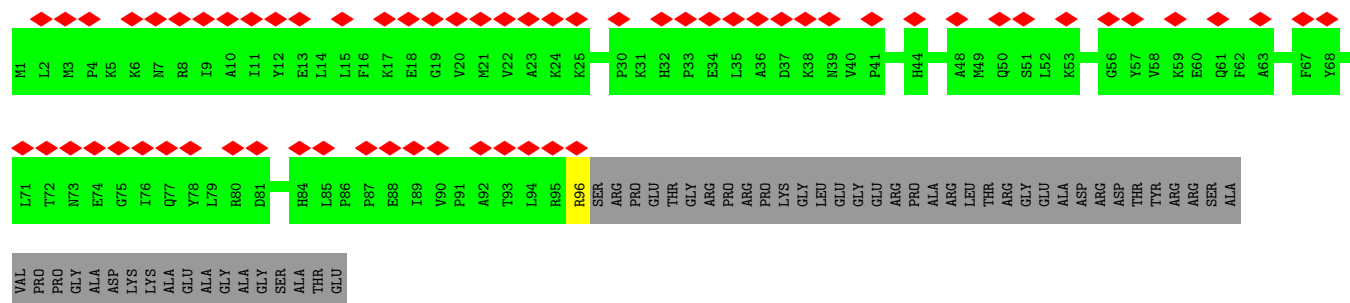 M1 L2 M3 P4 K5 K6 N7 R8 I9 A10 I11 Y12 E13 L14 L15 F16 K17 E18 G19 V20 M21 V22 A23 K24 K25 P30 K31 H32 P33 E34 L35 A36 D37 K38 N39 V40 P41 H44 A48 M49 Q50 S51 L52 K53 G56 Y57 V58 K59 E60 Q61 F62 A63 F67 Y68
L71 T72 N73 E74 G75 I76 Q77 Y78 L79 R80 D81 H84 L85 P86 P87 E88 I89 V90 P91 A92 T93 L94 R95 R96 SER ARG PRO GLU THR GLY ARG PRO ARG PRO LYS GLY LEU GLU GLY GLU ARG PRO ALA ARG LEU THR ARG GLY GLU ALA ASP ARG ASP THR TYR ARG ARG SER ALA
VAL PRO PRO GLY ALA ASP LYS LYS ALA GLU ALA GLY ALA GLY SER ALA THR GLU